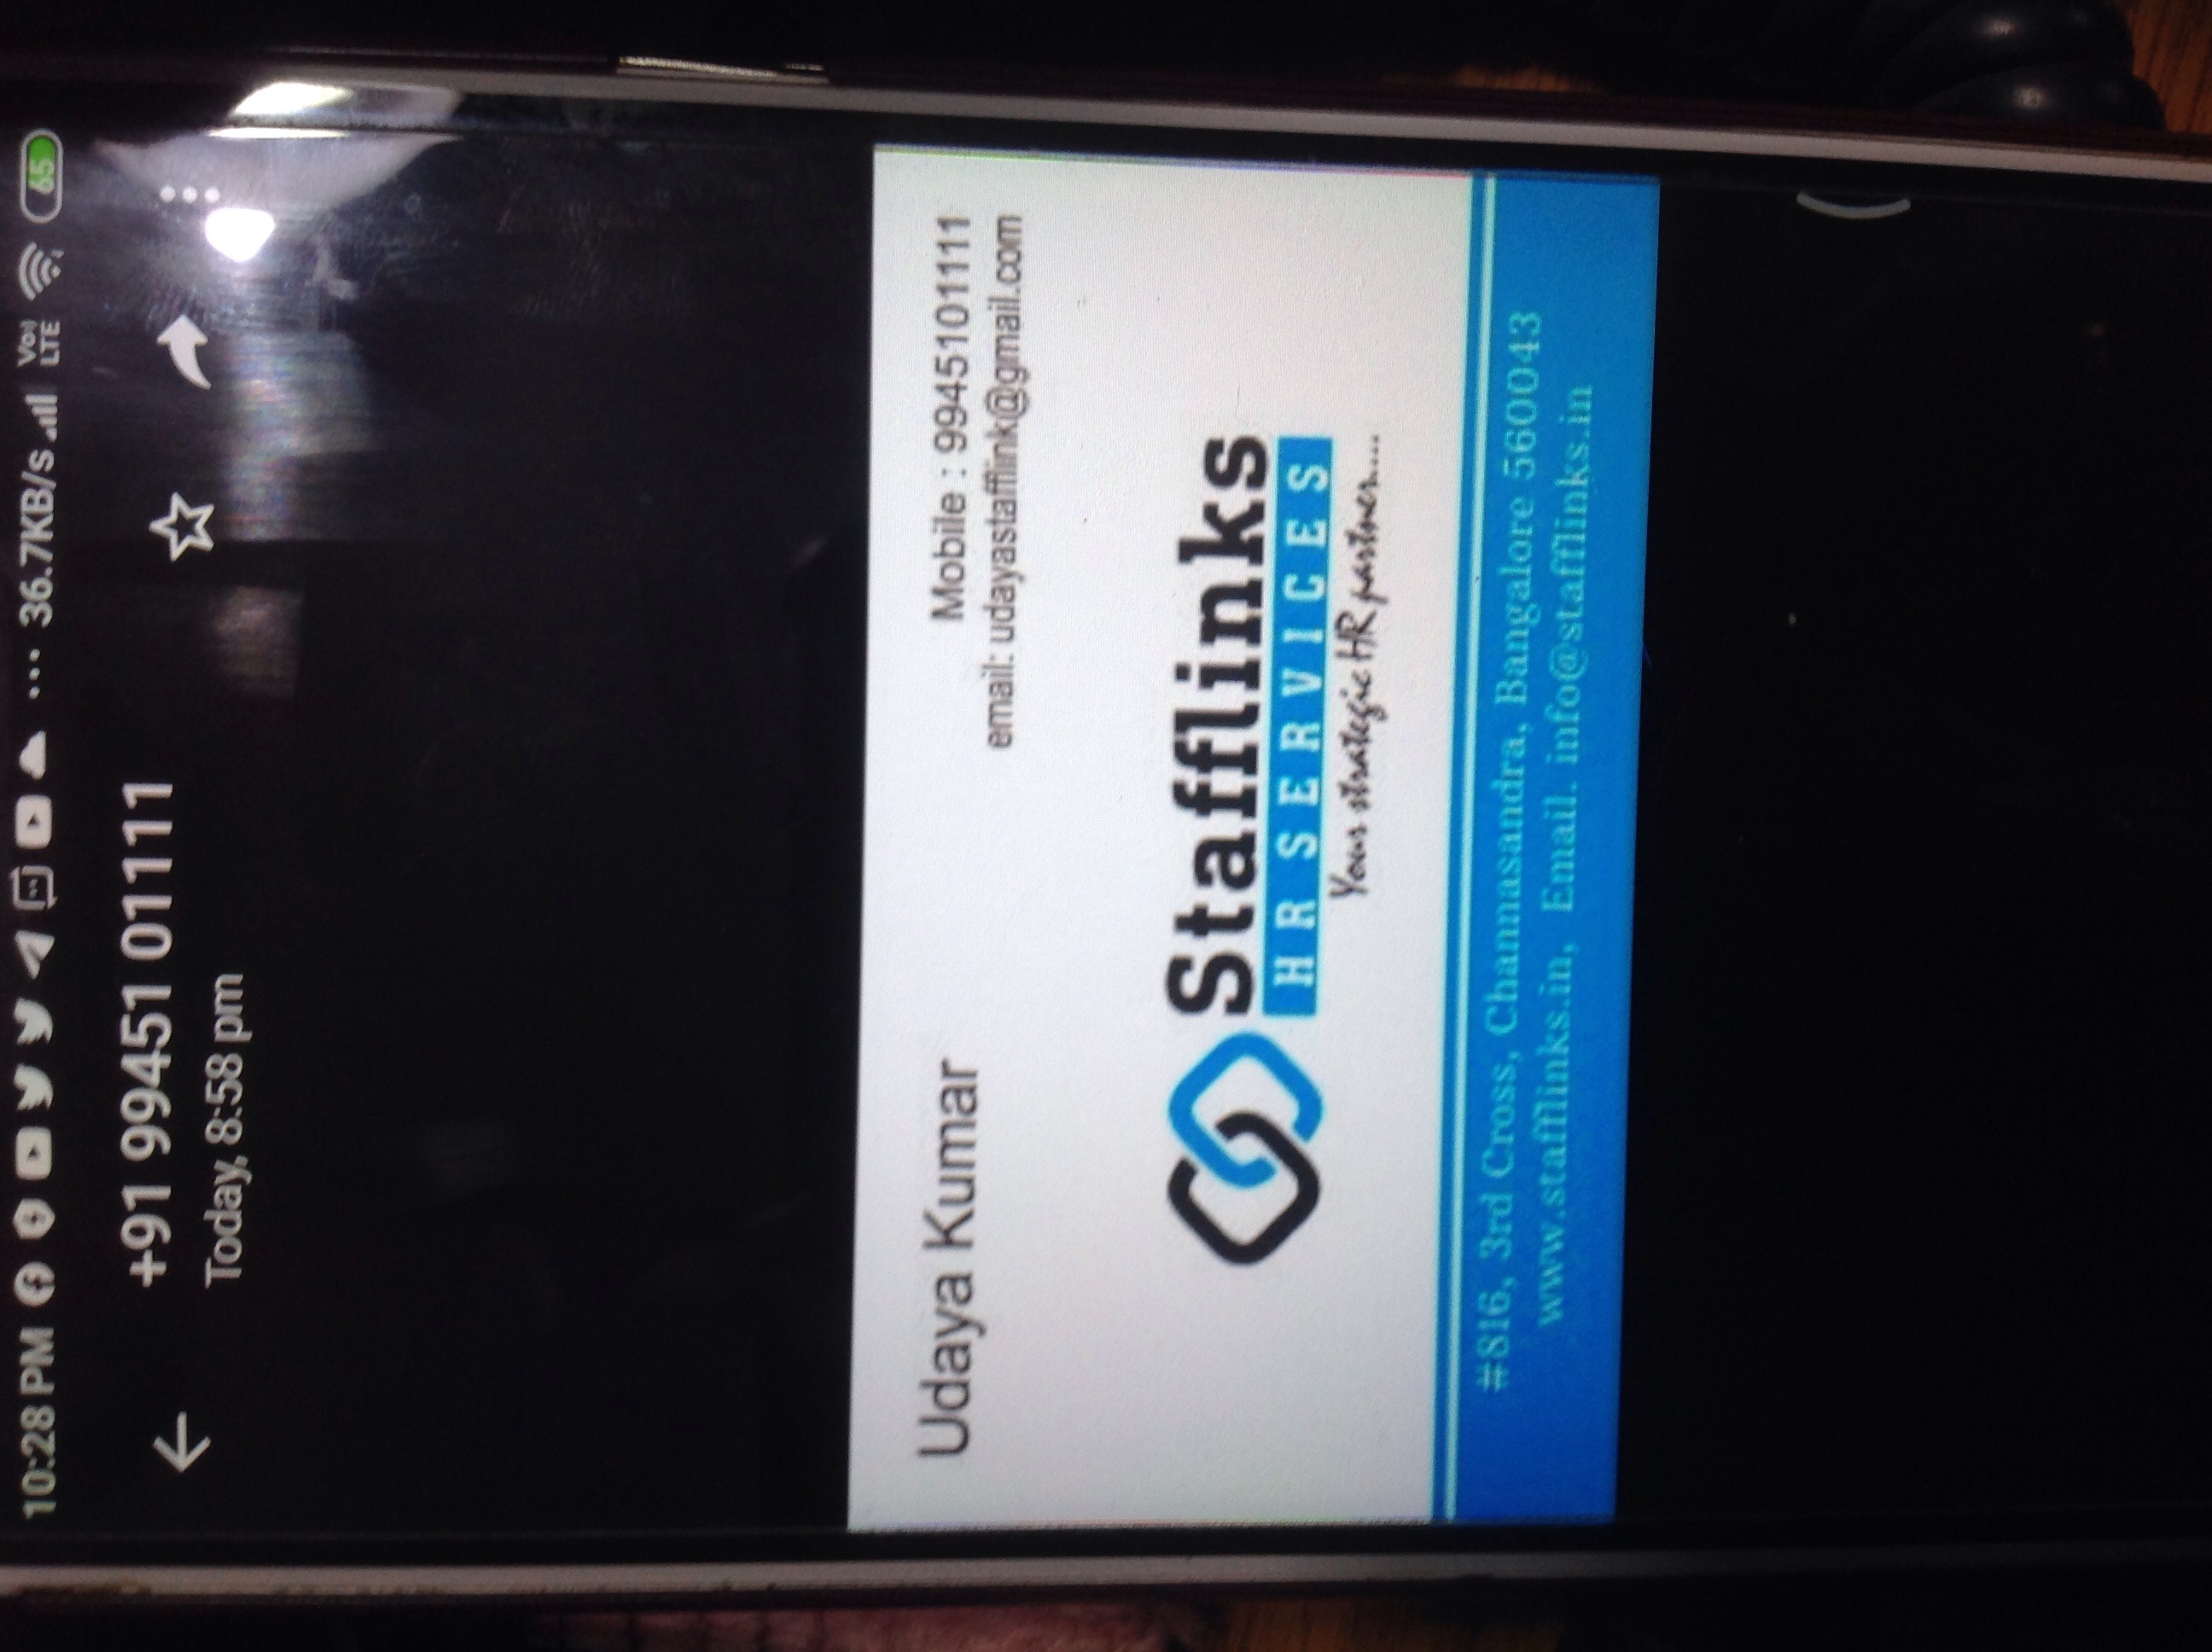 10:28 PM ... 36.7KB/s Vo) LTE 65
+91 99451 01111
Today, 8:58 pm
Udaya Kumar
Mobile : 9945101111
email: udayastafflink@gmail.com
Stafflinks
HR SERVICES
Your strategic HR partner....
#816, 3rd Cross, Channasandra, Bangalore 560043
www.stafflinks.in, Email. info@stafflinks.in